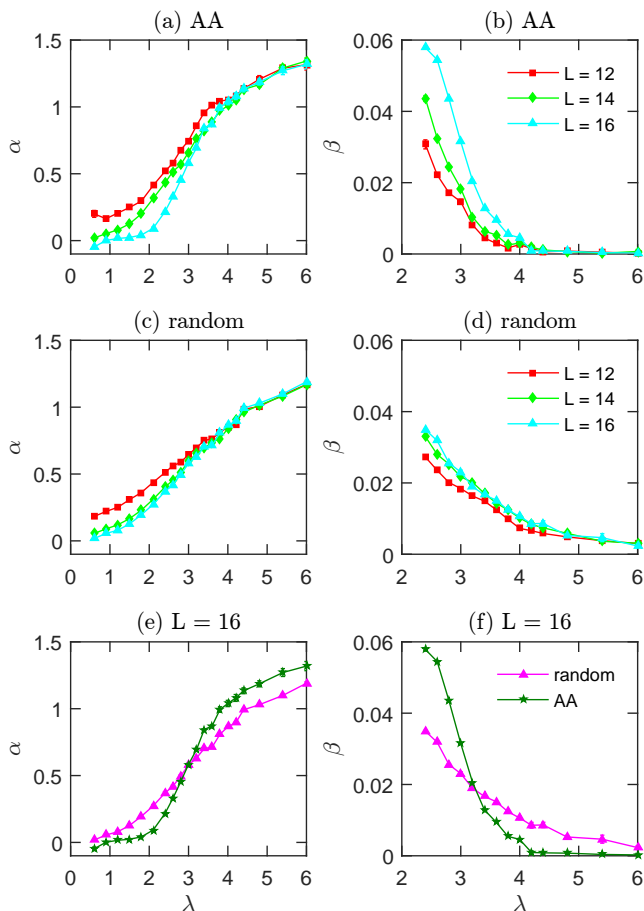 (a) AA
(b) AA
1.5
1
0.5
0
α
0 1 2 3 4 5 6
0.06
0.04
0.02
0
β
2 3 4 5 6
L = 12
L = 14
L = 16
(c) random
(d) random
1.5
1
0.5
0
α
0 1 2 3 4 5 6
0.06
0.04
0.02
0
β
2 3 4 5 6
L = 12
L = 14
L = 16
(e) L = 16
(f) L = 16
1.5
1
0.5
0
α
0 1 2 3 4 5 6
λ
0.06
0.04
0.02
0
β
2 3 4 5 6
λ
random
AA